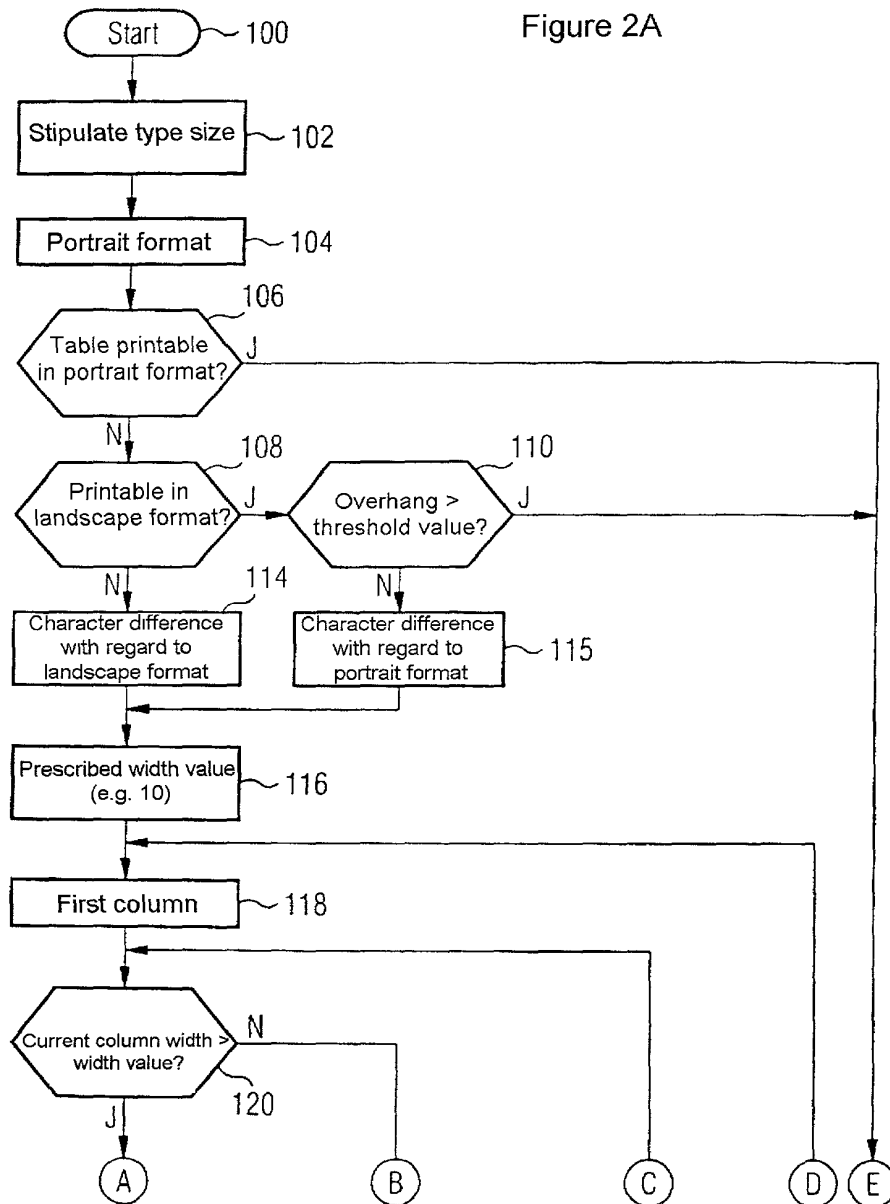 Figure 2A
Start
100
Stipulate type size
102
Portrait format
104
106
Table printable
in portrait format?
J
N
108
Printable in
landscape format?
J
110
Overhang >
threshold value?
J
N
114
Character difference
with regard to
landscape format
N
Character difference
with regard to
portrait format
115
Prescribed width value
(e.g. 10)
116
First column
118
Current column width >
width value?
N
120
J
A
B
C
D
E